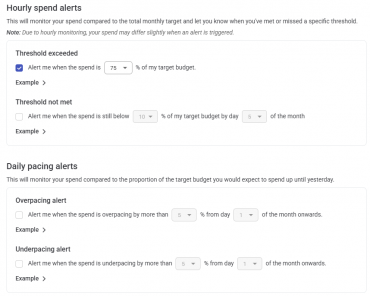 Hourly spend alerts
This will monitor your spend compared to the total monthly target and let you know when you've met or missed a specific threshold.
Note: Due to hourly monitoring, your spend may differ slightly when an alert is triggered.
Threshold exceeded
Alert me when the spend is 75 % of my target budget.
Example
Threshold not met
Alert me when the spend is still below 10 % of my target budget by day 5 of the month
Example
Daily pacing alerts
This will monitor your spend compared to the proportion of the target budget you would expect to spend up until yesterday.
Overpacing alert
Alert me when the spend is overpacing by more than 5 % from day of the month onwards.
Example
Underpacing alert
Alert me when the spend is underpacing by more than 5 % from day of the month onwards.
Example